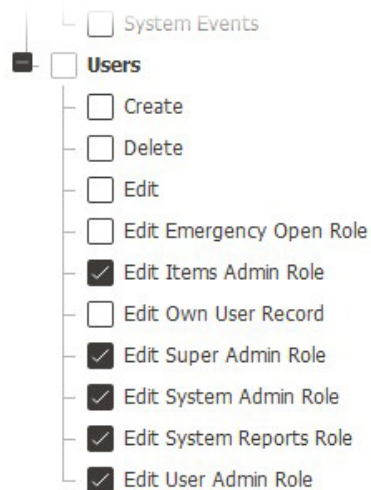 System Events
Users
Create
Delete
Edit
Edit Emergency Open Role
Edit Items Admin Role
Edit Own User Record
Edit Super Admin Role
Edit System Admin Role
Edit System Reports Role
Edit User Admin Role